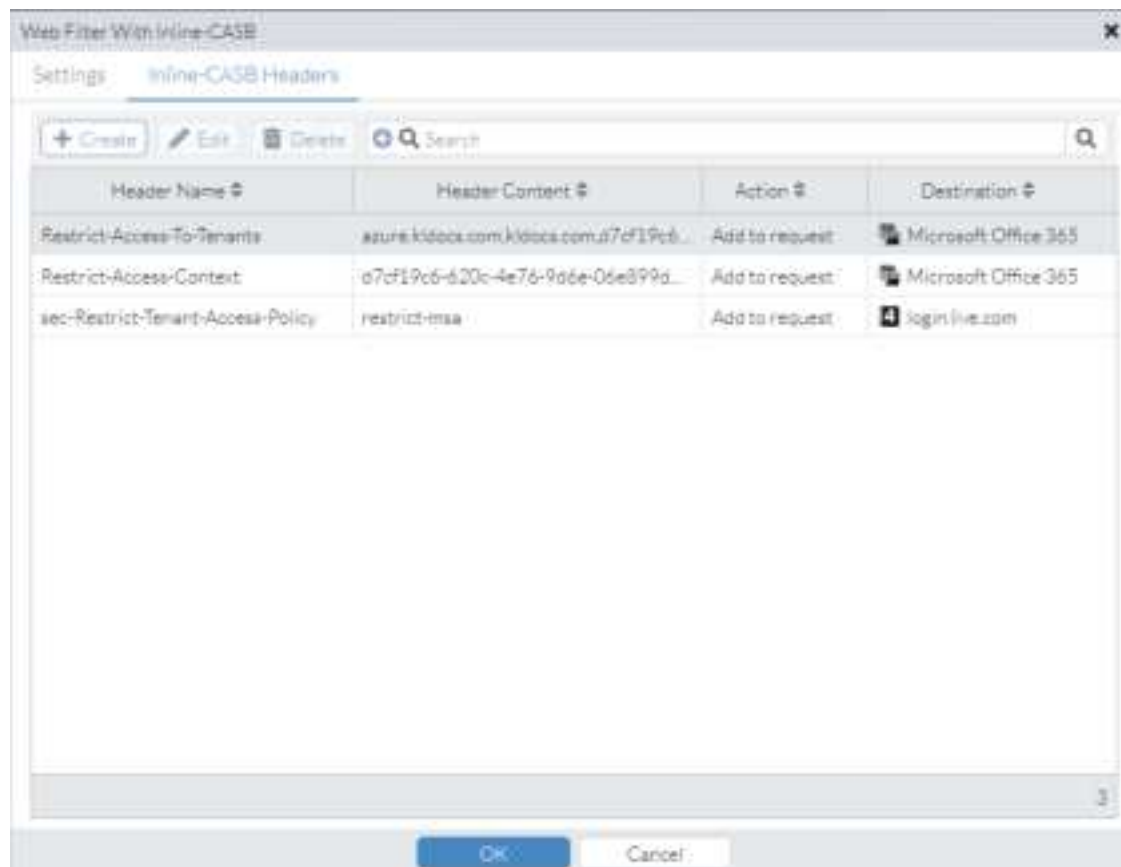 Web Filter With Inline-CASB
Settings Inline-CASB Headers
Create Edit Delete Search
Header Name Header Content Action Destination
Restrict-Access-To-Tenants azure.kldocs.com,kldocs.com,d7cf19c6... Add to request Microsoft Office 365
Restrict-Access-Context d7cf19c6-620c-4e76-9d6e-06e899d... Add to request Microsoft Office 365
sec-Restrict-Tenant-Access-Policy restrict-msa Add to request login.live.com
3
OK Cancel